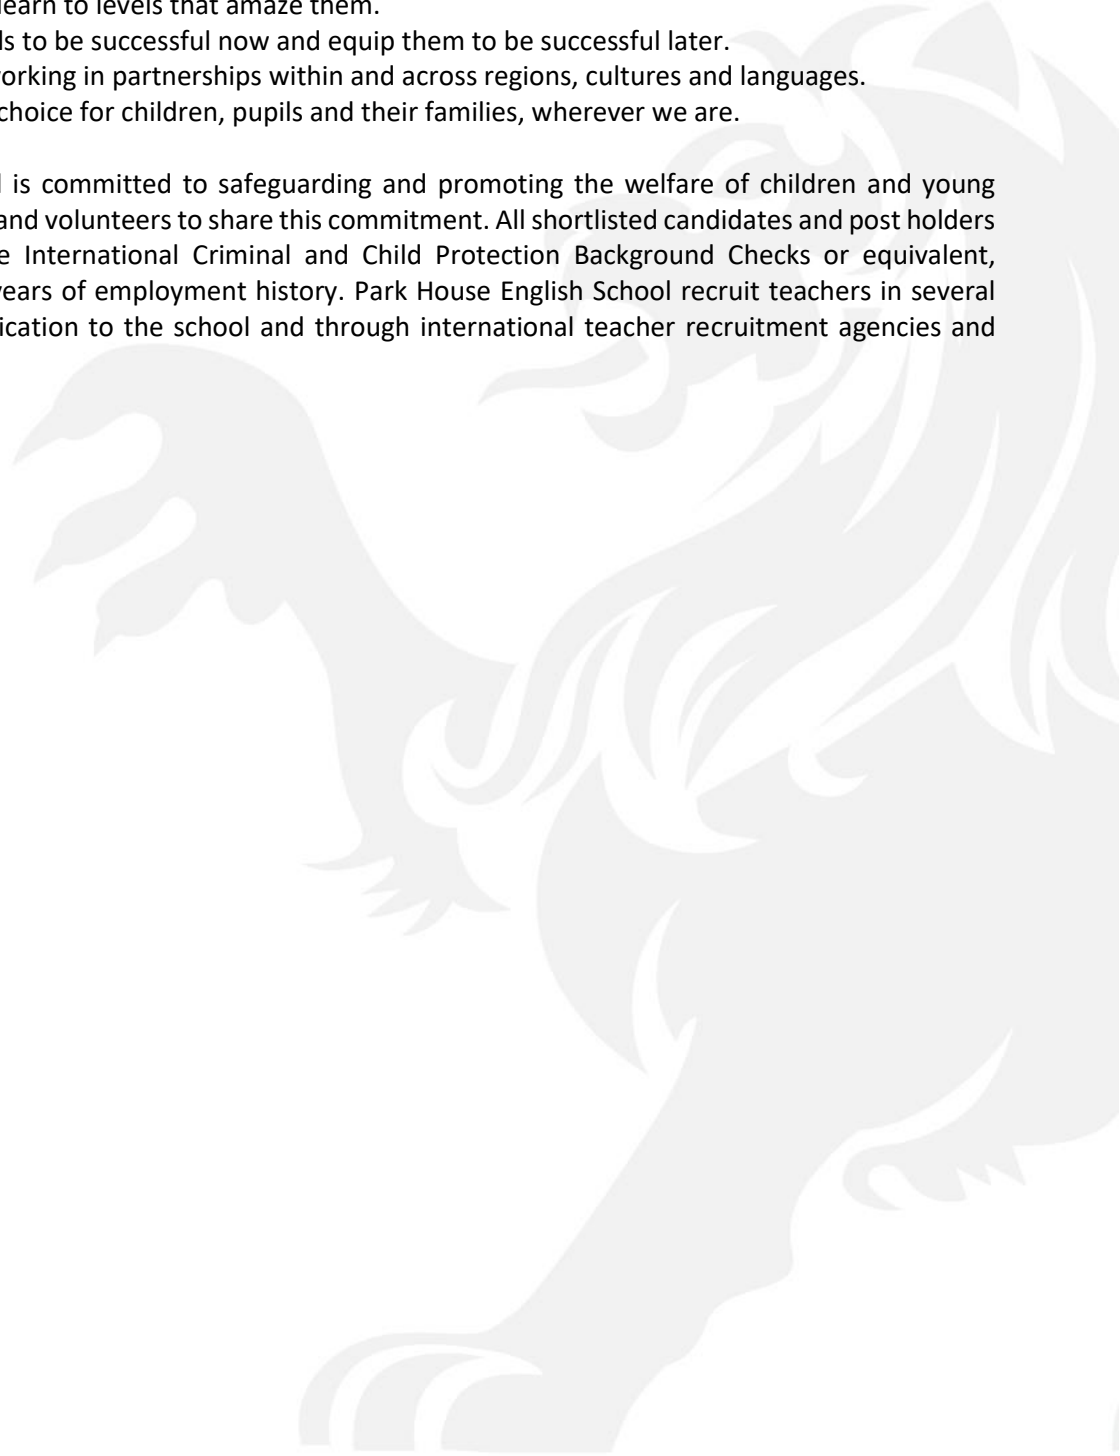 learn to levels that amaze them.
ls to be successful now and equip them to be successful later.
working in partnerships within and across regions, cultures and languages.
choice for children, pupils and their families, wherever we are.
is committed to safeguarding and promoting the welfare of children and young
and volunteers to share this commitment. All shortlisted candidates and post holders
e International Criminal and Child Protection Background Checks or equivalent,
years of employment history. Park House English School recruit teachers in several
ication to the school and through international teacher recruitment agencies and